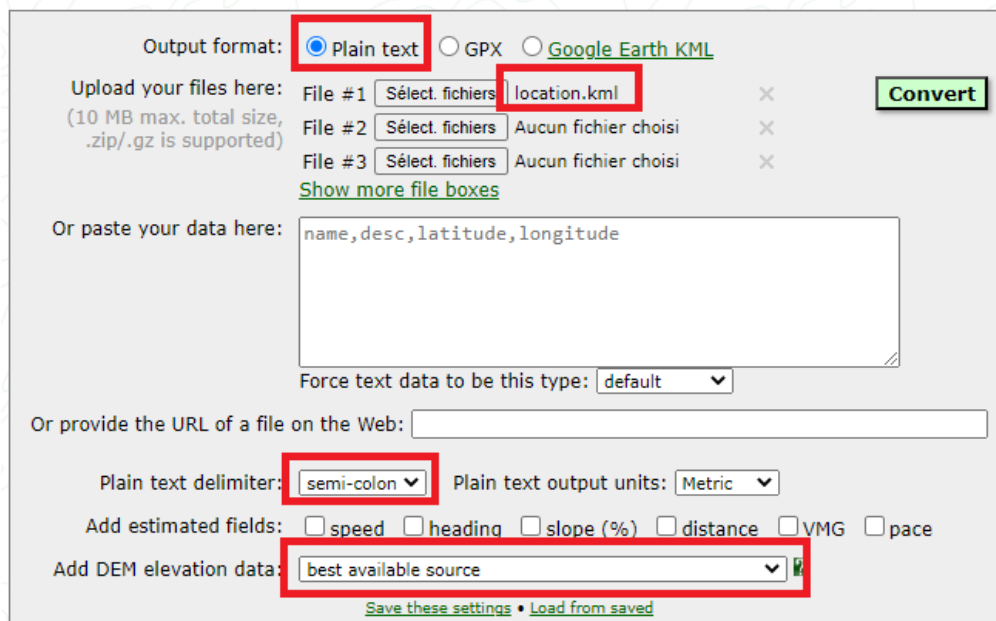 Output format: Plain text GPX Google Earth KML
Upload your files here: File #1 Sélect. fichiers location.kml × Convert
(10 MB max. total size, File #2 Sélect. fichiers Aucun fichier choisi ×
.zip/.gz is supported) File #3 Sélect. fichiers Aucun fichier choisi ×
Show more file boxes
Or paste your data here: name,desc,latitude,longitude
Force text data to be this type: default
Or provide the URL of a file on the Web:
Plain text delimiter: semi-colon Plain text output units: Metric
Add estimated fields: speed heading slope (%) distance VMG pace
Add DEM elevation data: best available source ?
Save these settings • Load from saved